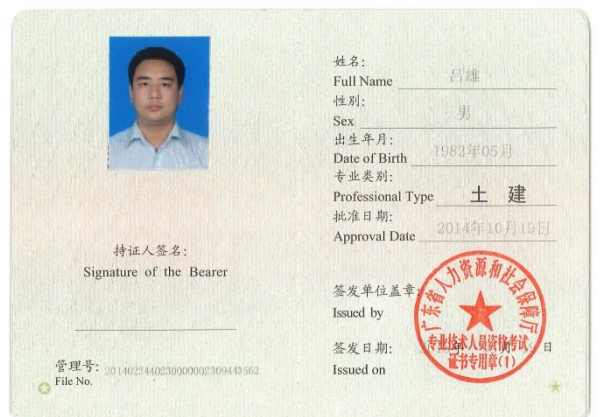 持证人签名:
Signature of the Bearer
管理号: 2014023440230000002309443562
File No.
姓名: 吕雄
Full Name
性别: 男
Sex
出生年月: 1982年05月
Date of Birth
专业类别: 土 建
Professional Type
批准日期: 2014年10月19日
Approval Date
签发单位盖章:
Issued by
签发日期: 年 日
Issued on
广东省人力资源和社会保障厅
专业技术人员资格考试
证书专用章(1)